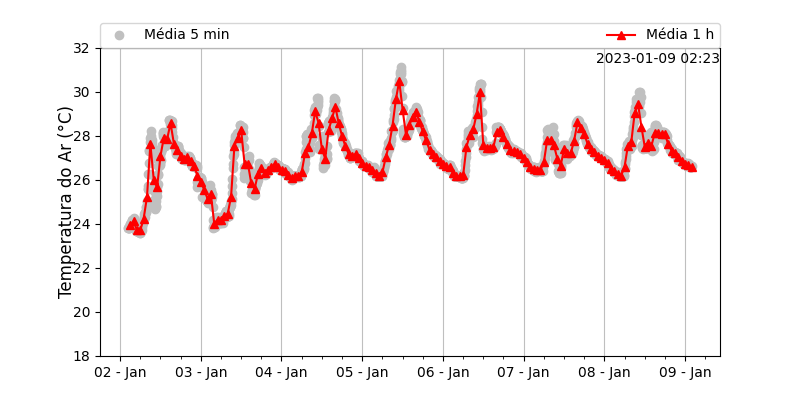 Média 5 min
Média 1 h
2023-01-09 02:23
Temperatura do Ar (°C)
32
30
28
26
24
22
20
18
02 - Jan
03 - Jan
04 - Jan
05 - Jan
06 - Jan
07 - Jan
08 - Jan
09 - Jan